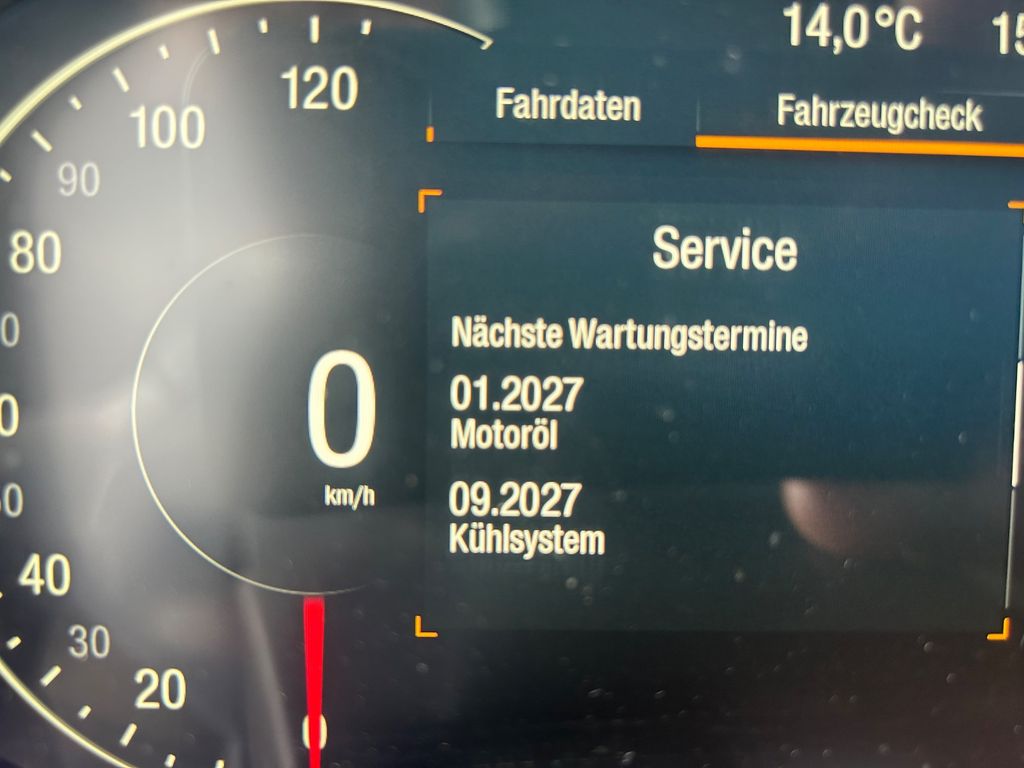 14,0°C
Fahrdaten
Fahrzeugcheck
120
100
90
80
40
30
20
0
0
km/h
Service
Nächste Wartungstermine
01.2027
Motoröl
09.2027
Kühlsystem